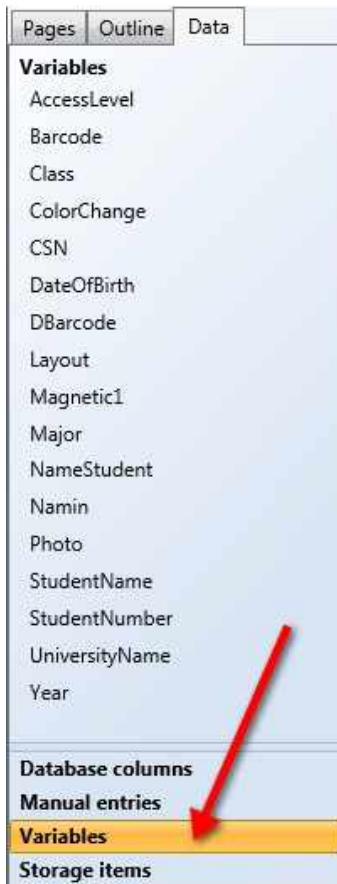 Pages Outline Data
Variables
AccessLevel
Barcode
Class
ColorChange
CSN
DateOfBirth
DBarcode
Layout
Magnetic1
Major
NameStudent
Namin
Photo
StudentName
StudentNumber
UniversityName
Year
Database columns
Manual entries
Variables
Storage items